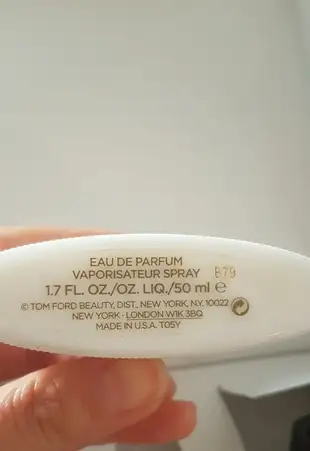 EAU DE PARFUM
VAPORISATEUR SPRAY B79
1.7 FL. OZ./OZ. LIQ./50 ml ℮
© TOM FORD BEAUTY, DIST. NEW YORK, N.Y. 10022
NEW YORK · LONDON W1K 3BQ
MADE IN U.S.A. T05Y